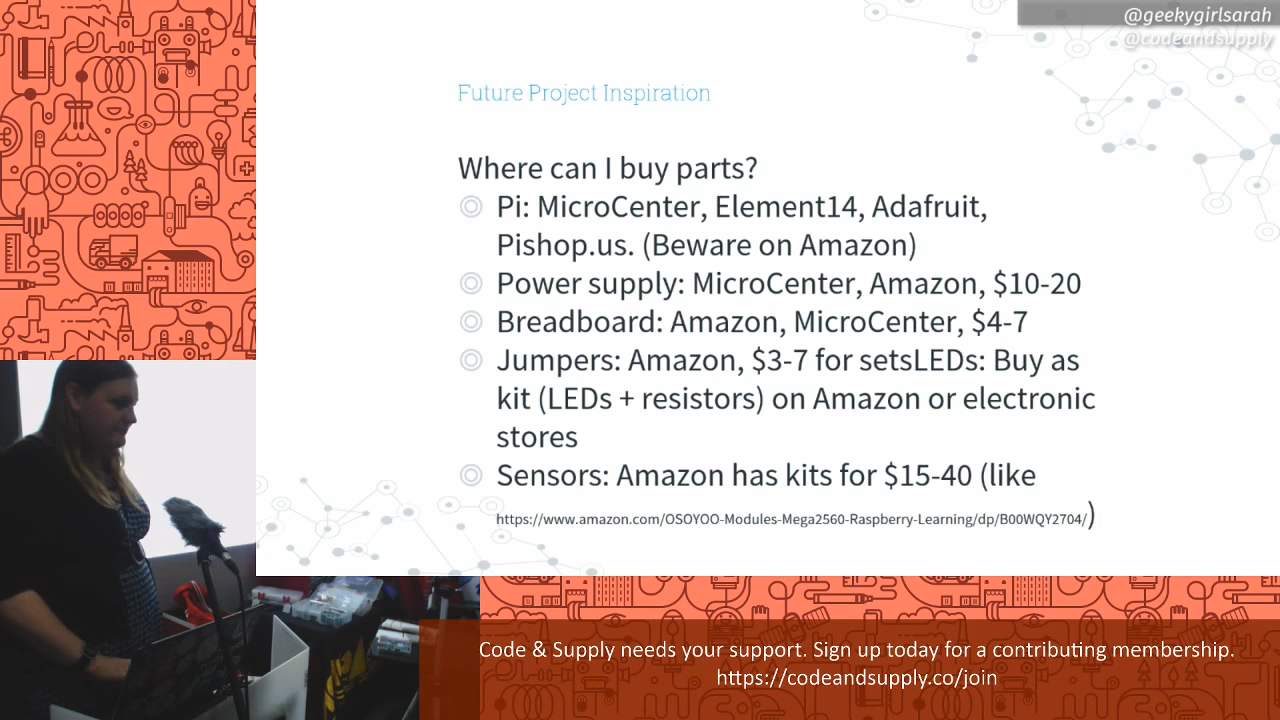 @geekygirlsarah
@codeandsupply
Future Project Inspiration
Where can I buy parts?
Pi: MicroCenter, Element14, Adafruit,
Pishop.us. (Beware on Amazon)
Power supply: MicroCenter, Amazon, $10-20
Breadboard: Amazon, MicroCenter, $4-7
Jumpers: Amazon, $3-7 for setsLEDs: Buy as
kit (LEDs + resistors) on Amazon or electronic
stores
Sensors: Amazon has kits for $15-40 (like
https://www.amazon.com/OSOYOO-Modules-Mega2560-Raspberry-Learning/dp/B00WQY2704/)
Code & Supply needs your support. Sign up today for a contributing membership.
https://codeandsupply.co/join